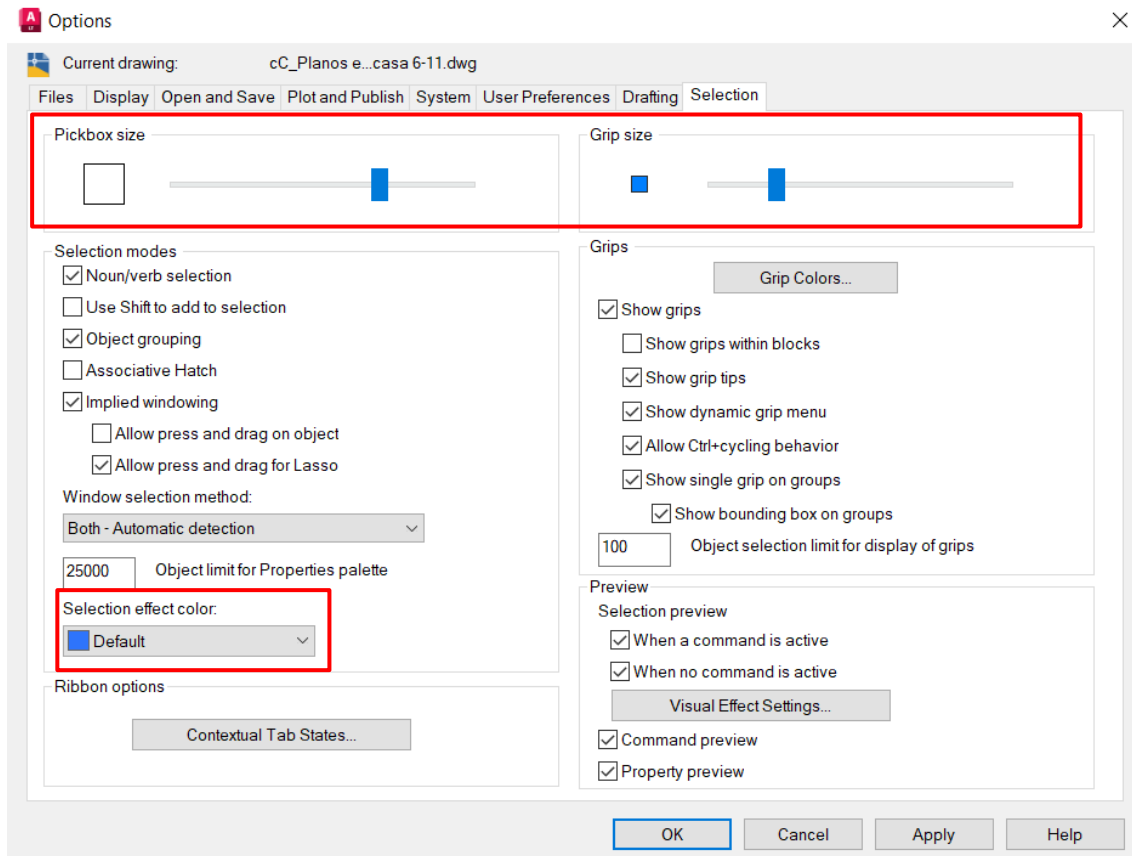 Options
Current drawing: cC_Planos e...casa 6-11.dwg
Files Display Open and Save Plot and Publish System User Preferences Drafting Selection
Pickbox size
Grip size
Selection modes
Noun/verb selection
Use Shift to add to selection
Object grouping
Associative Hatch
Implied windowing
Allow press and drag on object
Allow press and drag for Lasso
Window selection method:
Both - Automatic detection
25000 Object limit for Properties palette
Selection effect color:
Default
Ribbon options
Contextual Tab States...
Grips
Grip Colors...
Show grips
Show grips within blocks
Show grip tips
Show dynamic grip menu
Allow Ctrl+cycling behavior
Show single grip on groups
Show bounding box on groups
100 Object selection limit for display of grips
Preview
Selection preview
When a command is active
When no command is active
Visual Effect Settings...
Command preview
Property preview
OK Cancel Apply Help